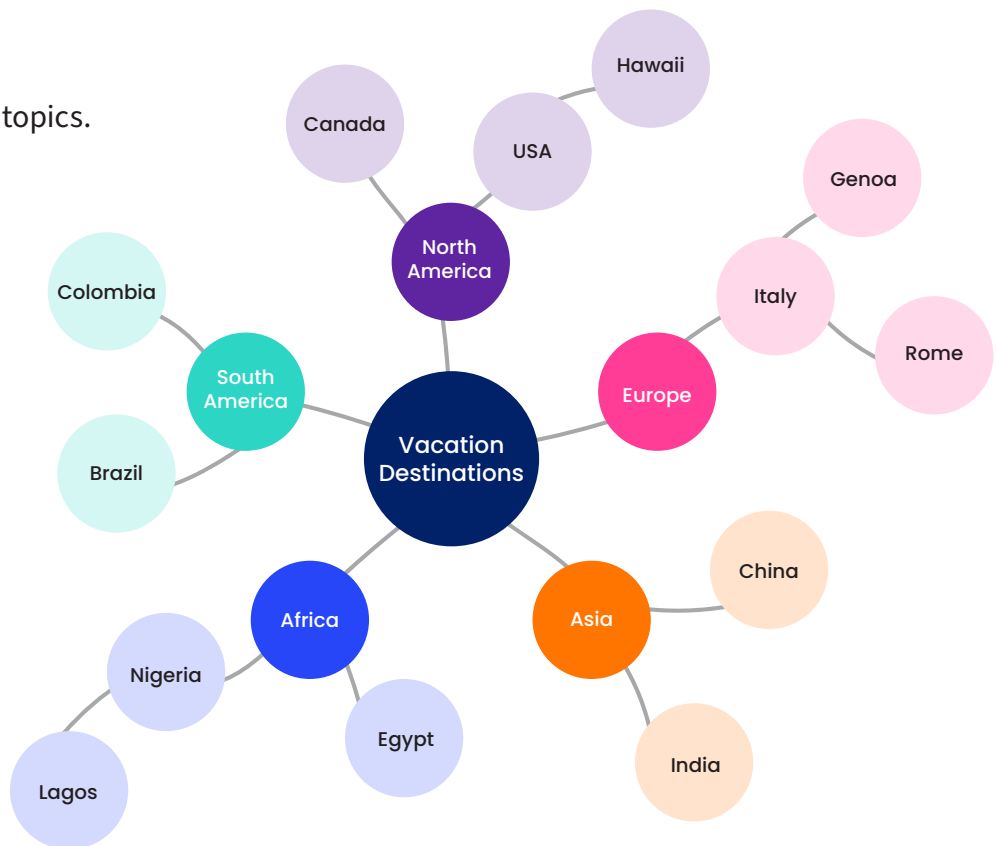 topics.
Hawaii
Canada
USA
Genoa
North
America
Colombia
Italy
Rome
South
America
Europe
Vacation
Destinations
Brazil
China
Africa
Asia
Nigeria
Egypt
India
Lagos